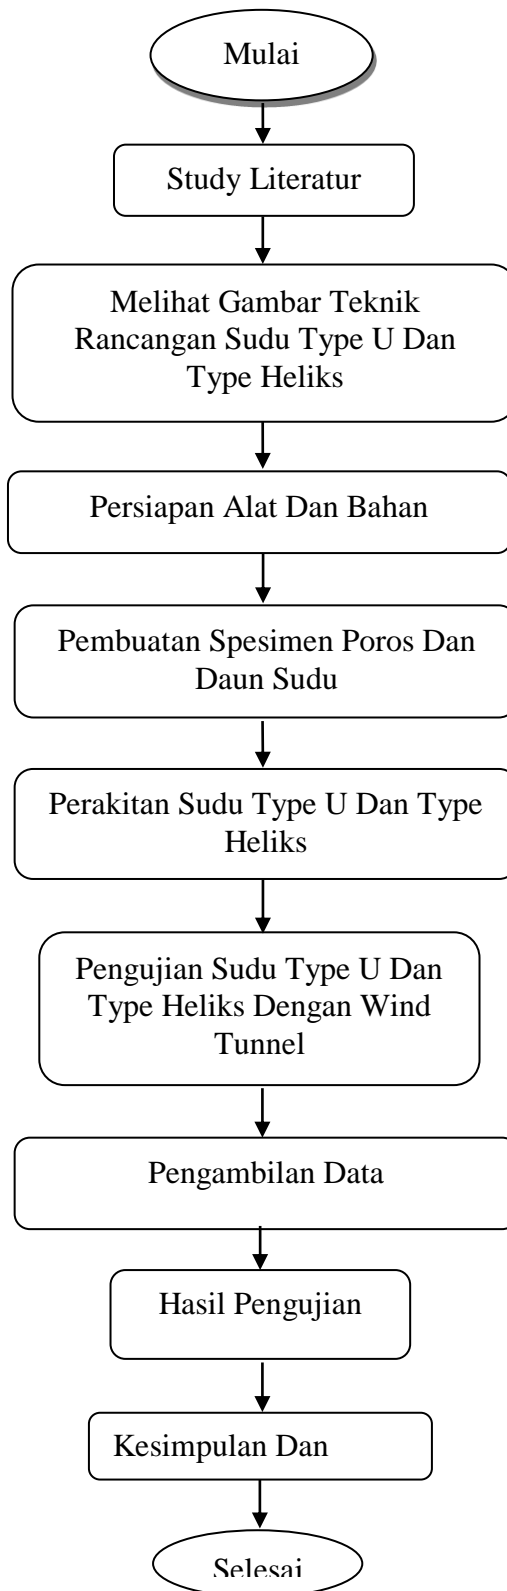 Mulai
Study Literatur
Melihat Gambar Teknik
Rancangan Sudu Type U Dan
Type Heliks
Persiapan Alat Dan Bahan
Pembuatan Spesimen Poros Dan
Daun Sudu
Perakitan Sudu Type U Dan Type
Heliks
Pengujian Sudu Type U Dan
Type Heliks Dengan Wind
Tunnel
Pengambilan Data
Hasil Pengujian
Kesimpulan Dan
Selesai